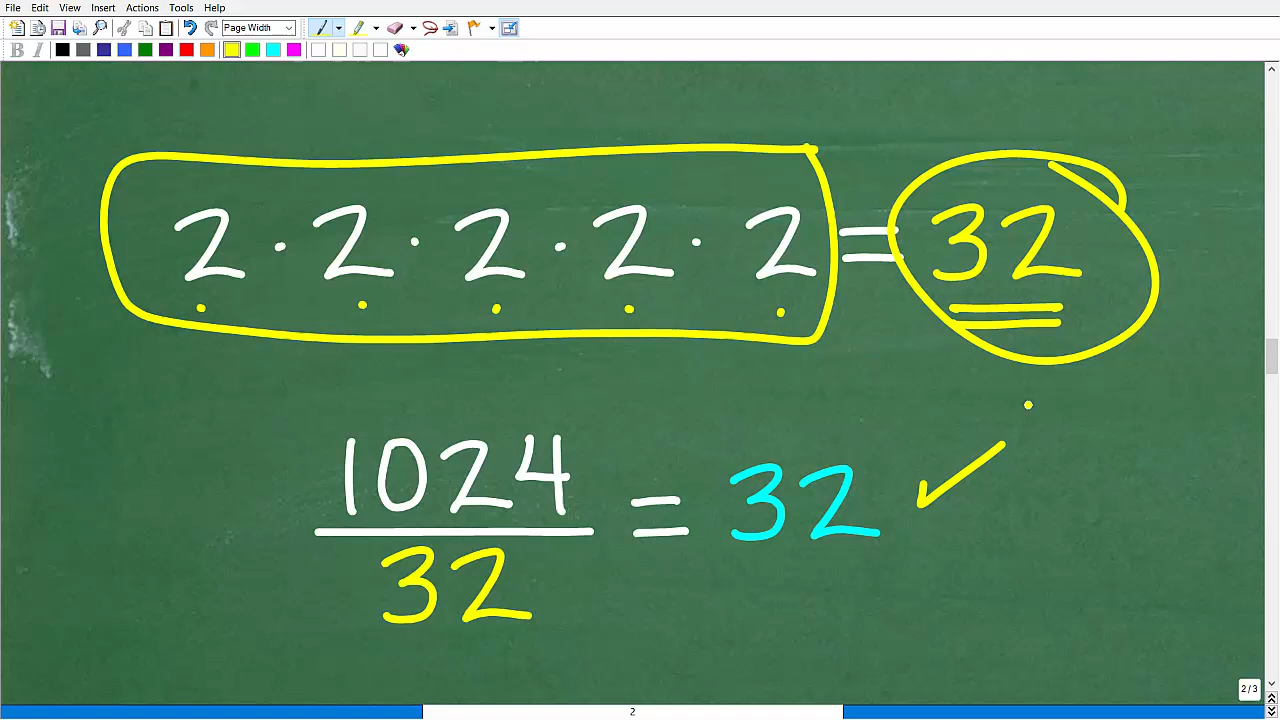 File Edit View Insert Actions Tools Help
Page Width
B I
2 · 2 · 2 · 2 · 2 = 32
1024
32
= 32
2/3
2